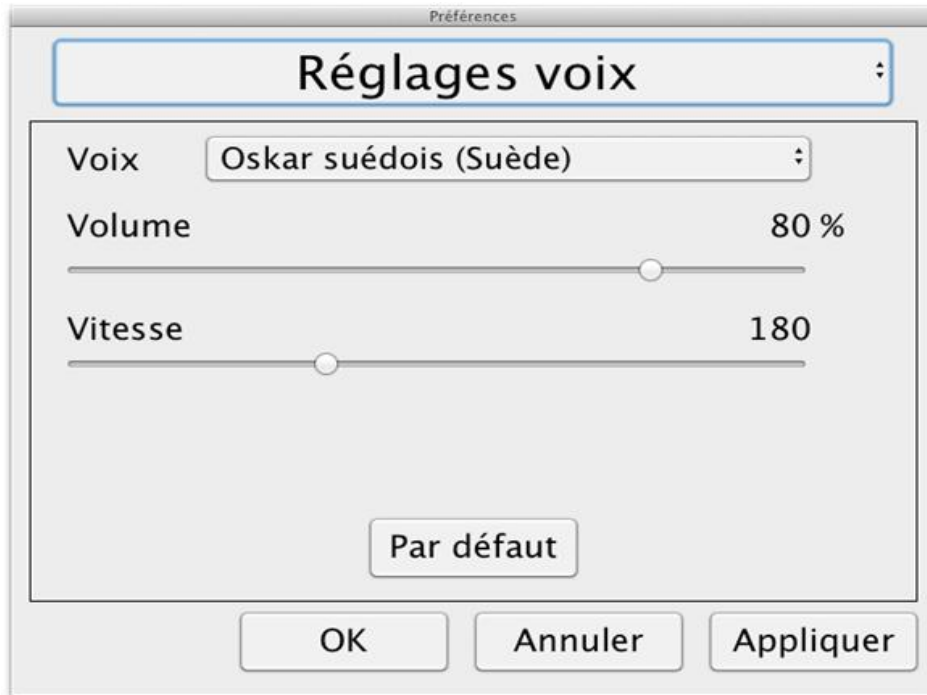 Préférences
Réglages voix
Voix Oskar suédois (Suède)
Volume 80 %
Vitesse 180
Par défaut
OK Annuler Appliquer